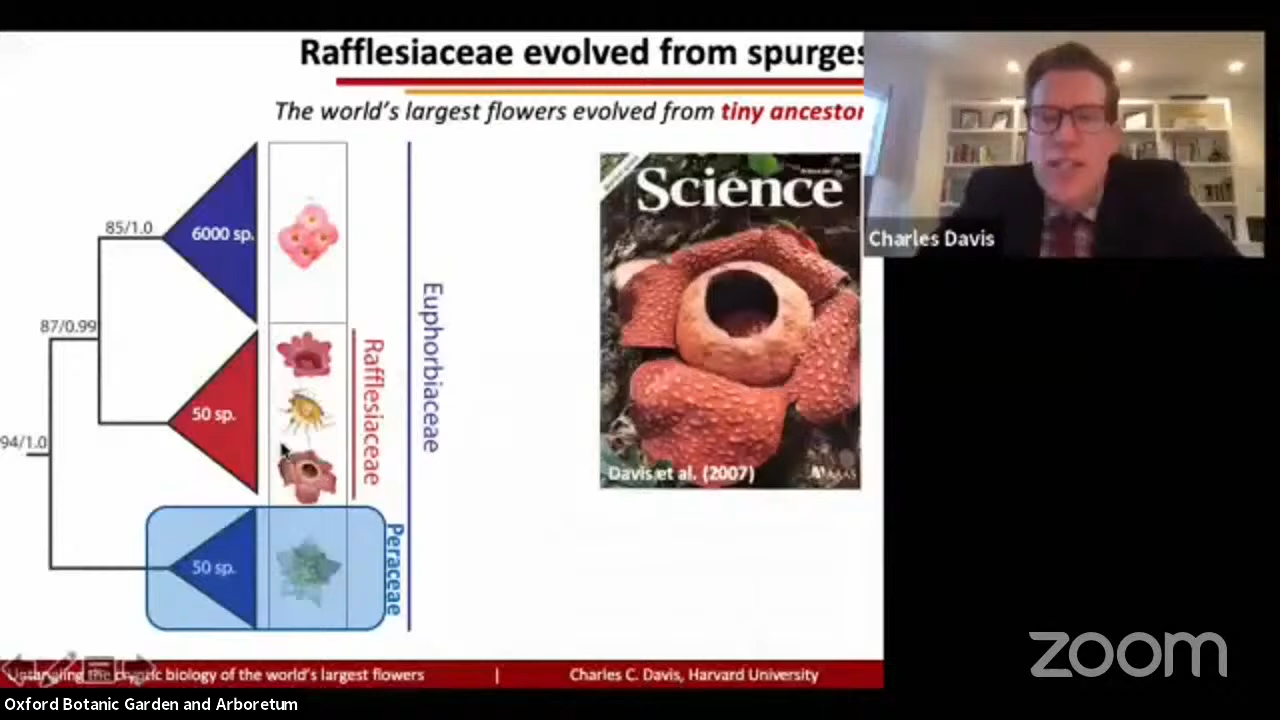 Rafflesiaceae evolved from spurges
The world's largest flowers evolved from tiny ancestor
85/1.0
6000 sp.
87/0.99
50 sp.
94/1.0
50 sp.
Rafflesiaceae
Peraceae
Euphorbiaceae
Science
Davis et al. (2007)
AAAS
Charles Davis
zoom
Untangling the cryptic biology of the world's largest flowers | Charles C. Davis, Harvard University
Oxford Botanic Garden and Arboretum